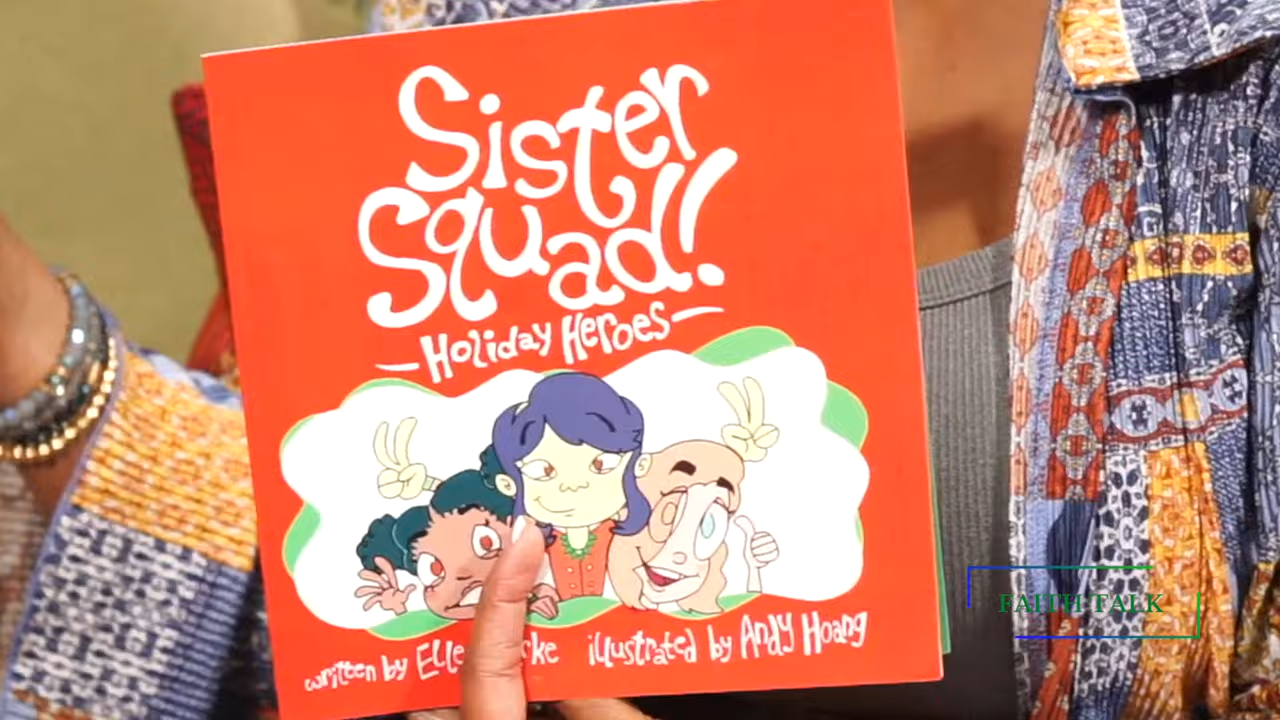 Sister
Squad!
-Holiday Heroes-
written by Elle illustrated by Andy Hoang
FAITH TALK